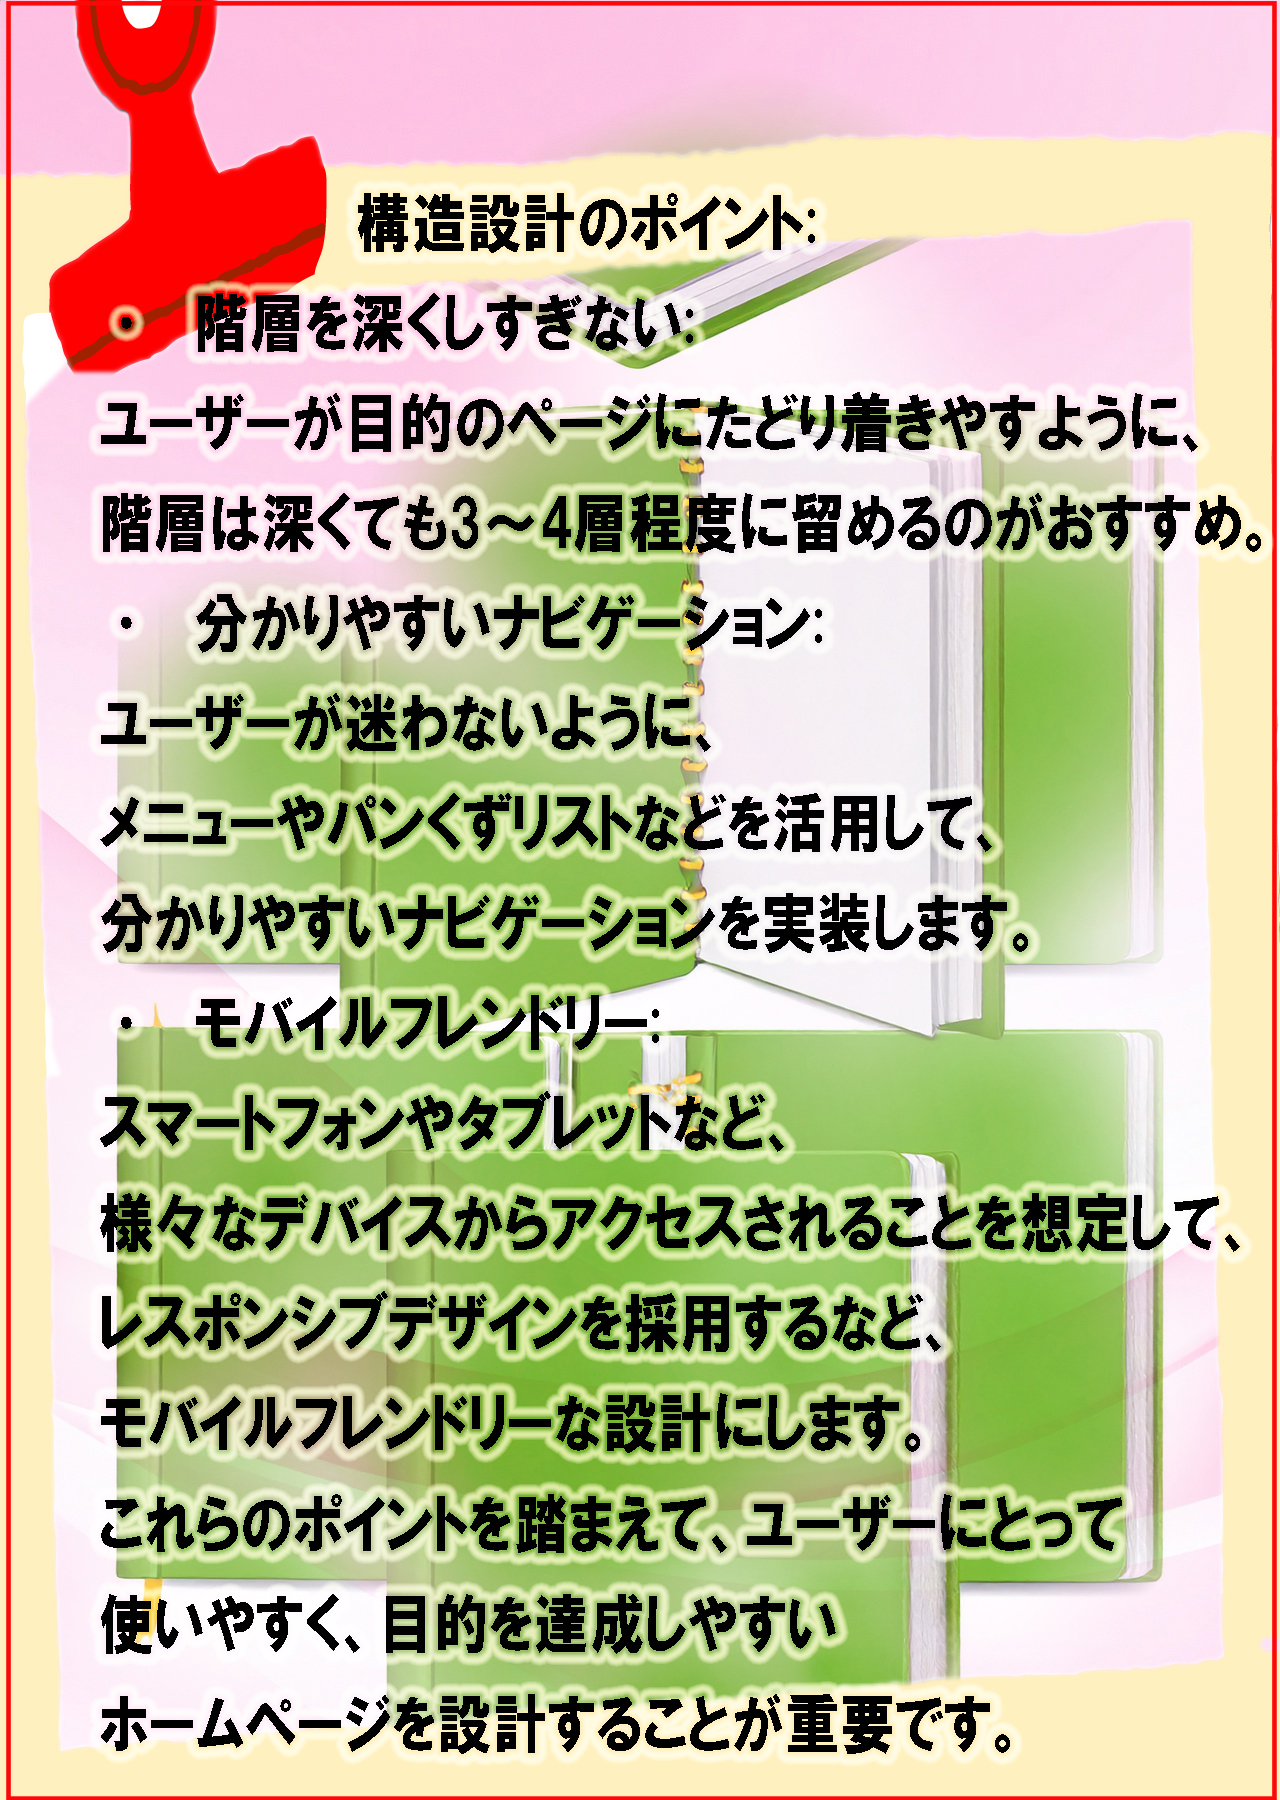 構造設計のポイント:
・ 階層を深くしすぎない:
ユーザーが目的のページにたどり着きやすように、
階層は深くても3～4層程度に留めるのがおすすめ。
・ 分かりやすいナビゲーション:
ユーザーが迷わないように、
メニューやパンくずリストなどを活用して、
分かりやすいナビゲーションを実装します。
・ モバイルフレンドリー:
スマートフォンやタブレットなど、
様々なデバイスからアクセスされることを想定して、
レスポンシブデザインを採用するなど、
モバイルフレンドリーな設計にします。
これらのポイントを踏まえて、ユーザーにとって
使いやすく、目的を達成しやすい
ホームページを設計することが重要です。